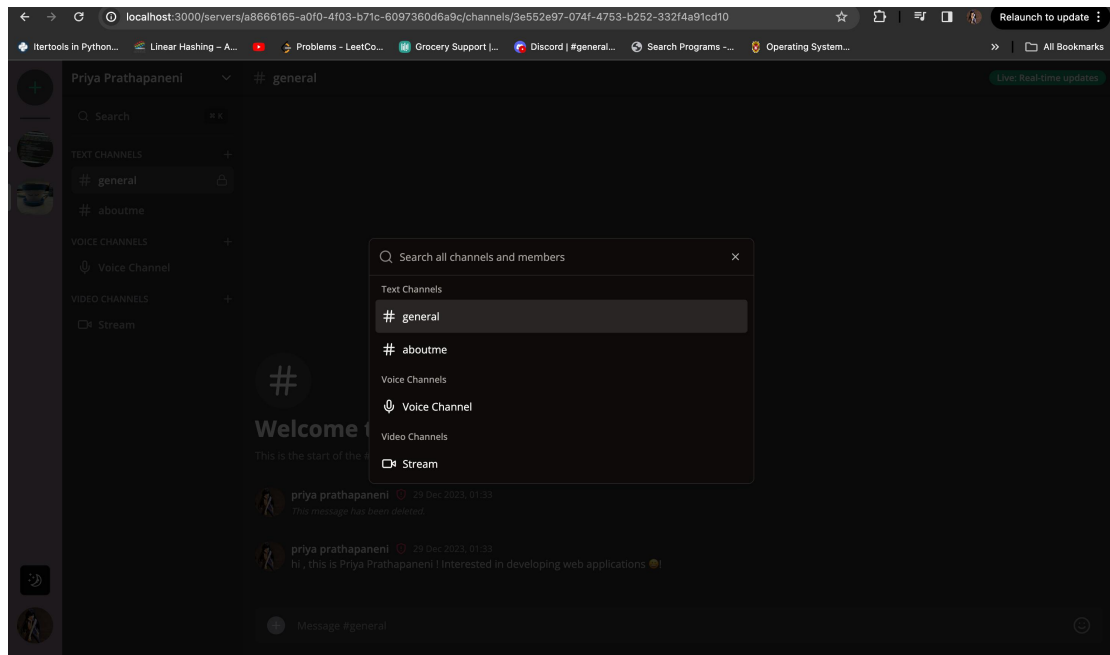 localhost:3000/servers/a8666165-a0f0-4f03-b71c-6097360d6a9c/channels/3e552e97-074f-4753-b252-332f4a91cd10
Relaunch to update
Itertools in Python... Linear Hashing – A... Problems - LeetCo... Grocery Support |... Discord | #general... Search Programs -... Operating System... » All Bookmarks
Priya Prathapaneni # general Live: Real-time updates
Search ⌘ K
TEXT CHANNELS +
# general
# aboutme
VOICE CHANNELS +
Voice Channel
VIDEO CHANNELS +
Stream
Search all channels and members
Text Channels
# general
# aboutme
Voice Channels
Voice Channel
Video Channels
Stream
#
Welcome
This is the start of the
priya prathapaneni 29 Dec 2023, 01:33
This message has been deleted
priya prathapaneni 29 Dec 2023, 01:33
hi , this is Priya Prathapaneni ! Interested in developing web applications 😀!
Message #general